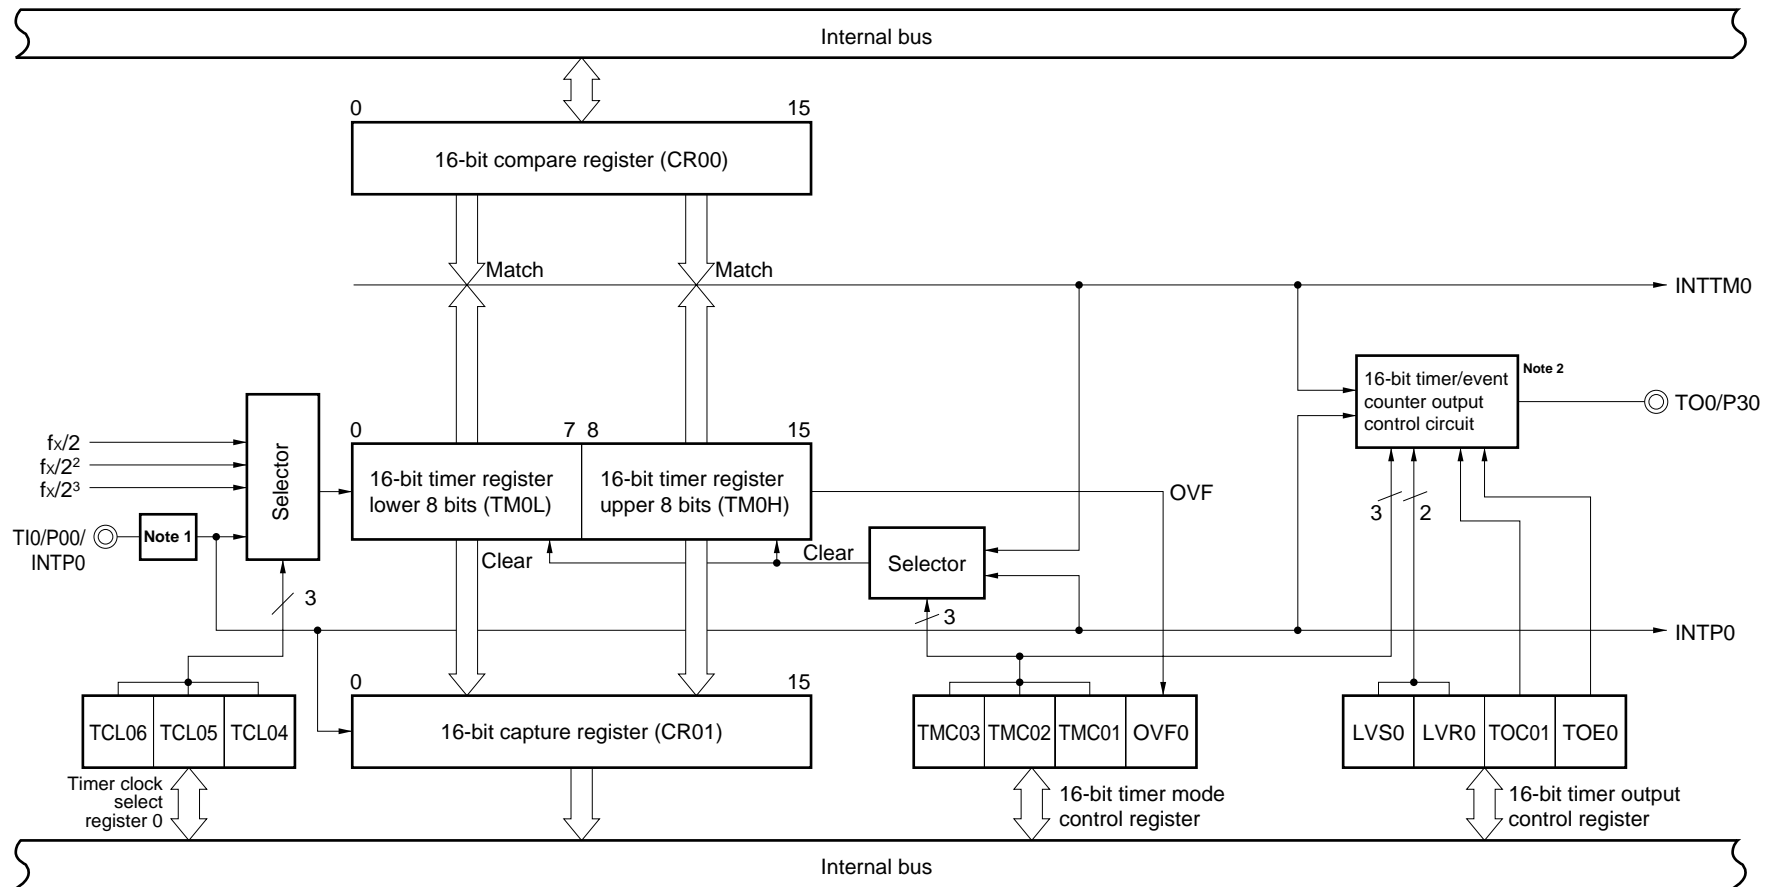 Internal bus
0 15
16-bit compare register (CR00)
Match Match
INTTM0
16-bit timer/event
counter output
control circuit
Note 2
TO0/P30
fX/2
fX/2²
fX/2³
TI0/P00/
INTP0
Note 1
Selector
3
0 7 8 15
16-bit timer register
lower 8 bits (TM0L)
16-bit timer register
upper 8 bits (TM0H)
OVF
Clear Clear
Selector
3
3 2
INTP0
TCL06 TCL05 TCL04
Timer clock
select
register 0
0 15
16-bit capture register (CR01)
TMC03 TMC02 TMC01 OVF0
16-bit timer mode
control register
LVS0 LVR0 TOC01 TOE0
16-bit timer output
control register
Internal bus